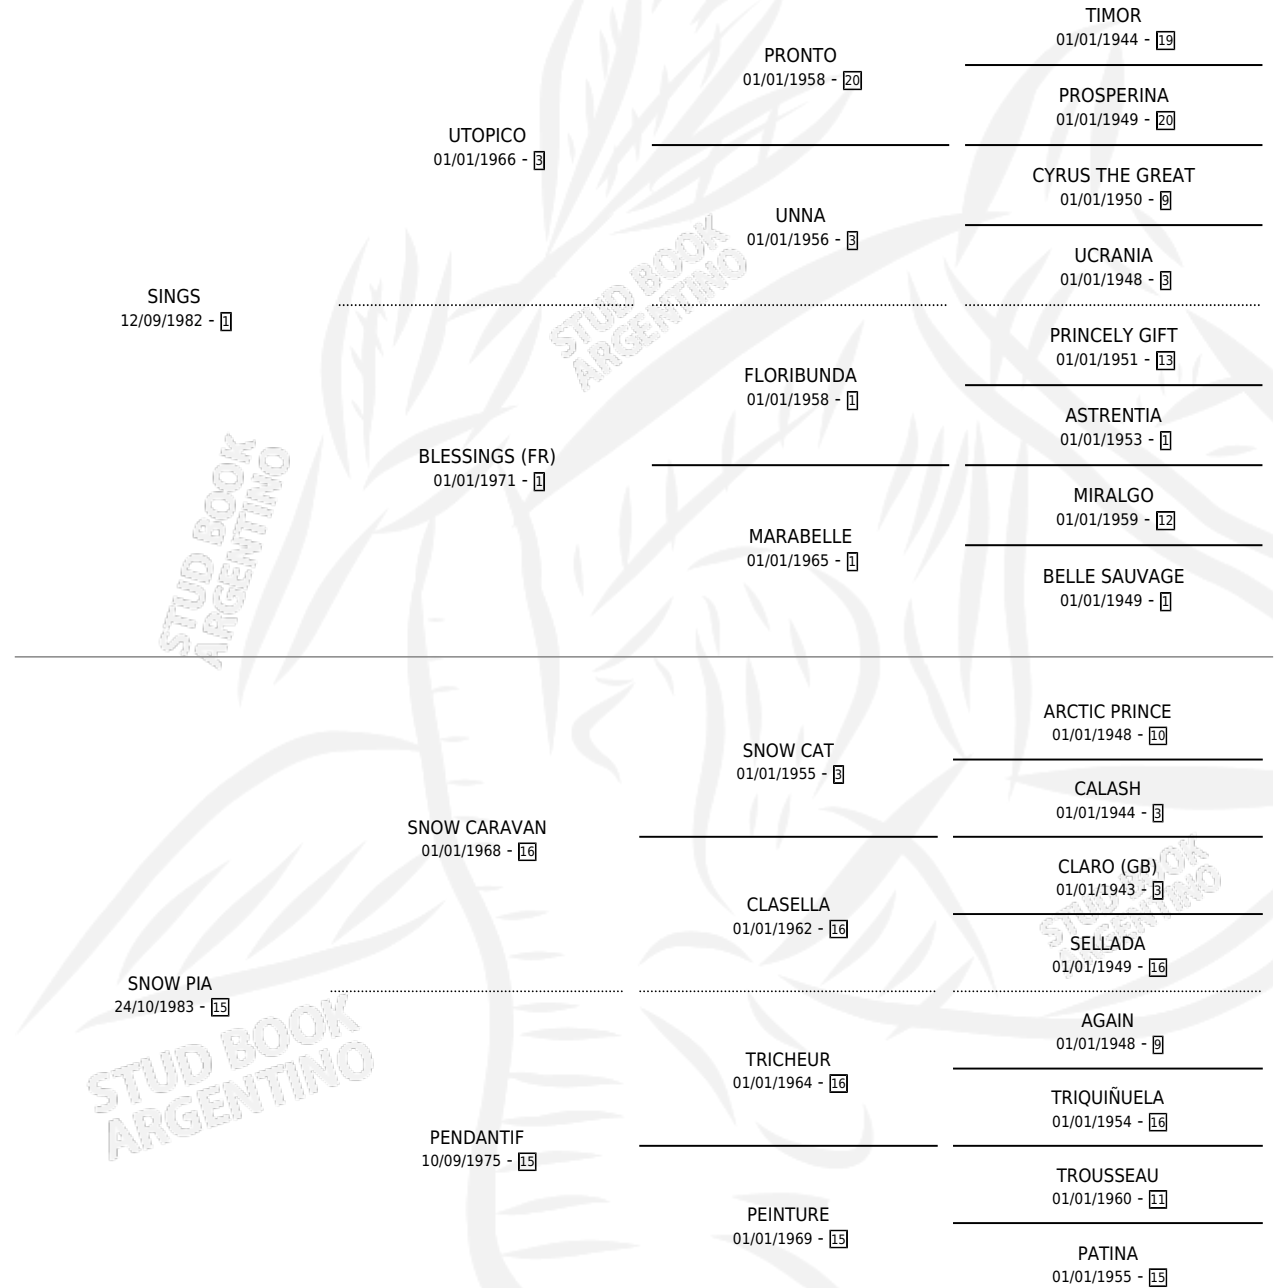 TIMOR
01/01/1944 - 19
PRONTO
01/01/1958 - 20
PROSPERINA
01/01/1949 - 20
UTOPICO
01/01/1966 - 3
CYRUS THE GREAT
01/01/1950 - 9
UNNA
01/01/1956 - 3
UCRANIA
01/01/1948 - 3
SINGS
12/09/1982 - 1
PRINCELY GIFT
01/01/1951 - 13
FLORIBUNDA
01/01/1958 - 1
ASTRENTIA
01/01/1953 - 1
BLESSINGS (FR)
01/01/1971 - 1
MIRALGO
01/01/1959 - 12
MARABELLE
01/01/1965 - 1
BELLE SAUVAGE
01/01/1949 - 1
STUD BOOK
ARGENTINO
STUD BOOK
ARGENTINO
ARCTIC PRINCE
01/01/1948 - 10
SNOW CAT
01/01/1955 - 3
CALASH
01/01/1944 - 3
SNOW CARAVAN
01/01/1968 - 16
CLARO (GB)
01/01/1943 - 3
CLASELLA
01/01/1962 - 16
SELLADA
01/01/1949 - 16
SNOW PIA
24/10/1983 - 15
AGAIN
01/01/1948 - 9
TRICHEUR
01/01/1964 - 16
TRIQUIÑUELA
01/01/1954 - 16
PENDANTIF
10/09/1975 - 15
TROUSSEAU
01/01/1960 - 11
PEINTURE
01/01/1969 - 15
PATINA
01/01/1955 - 15
STUD BOOK
ARGENTINO
STUD BOOK
ARGENTINO